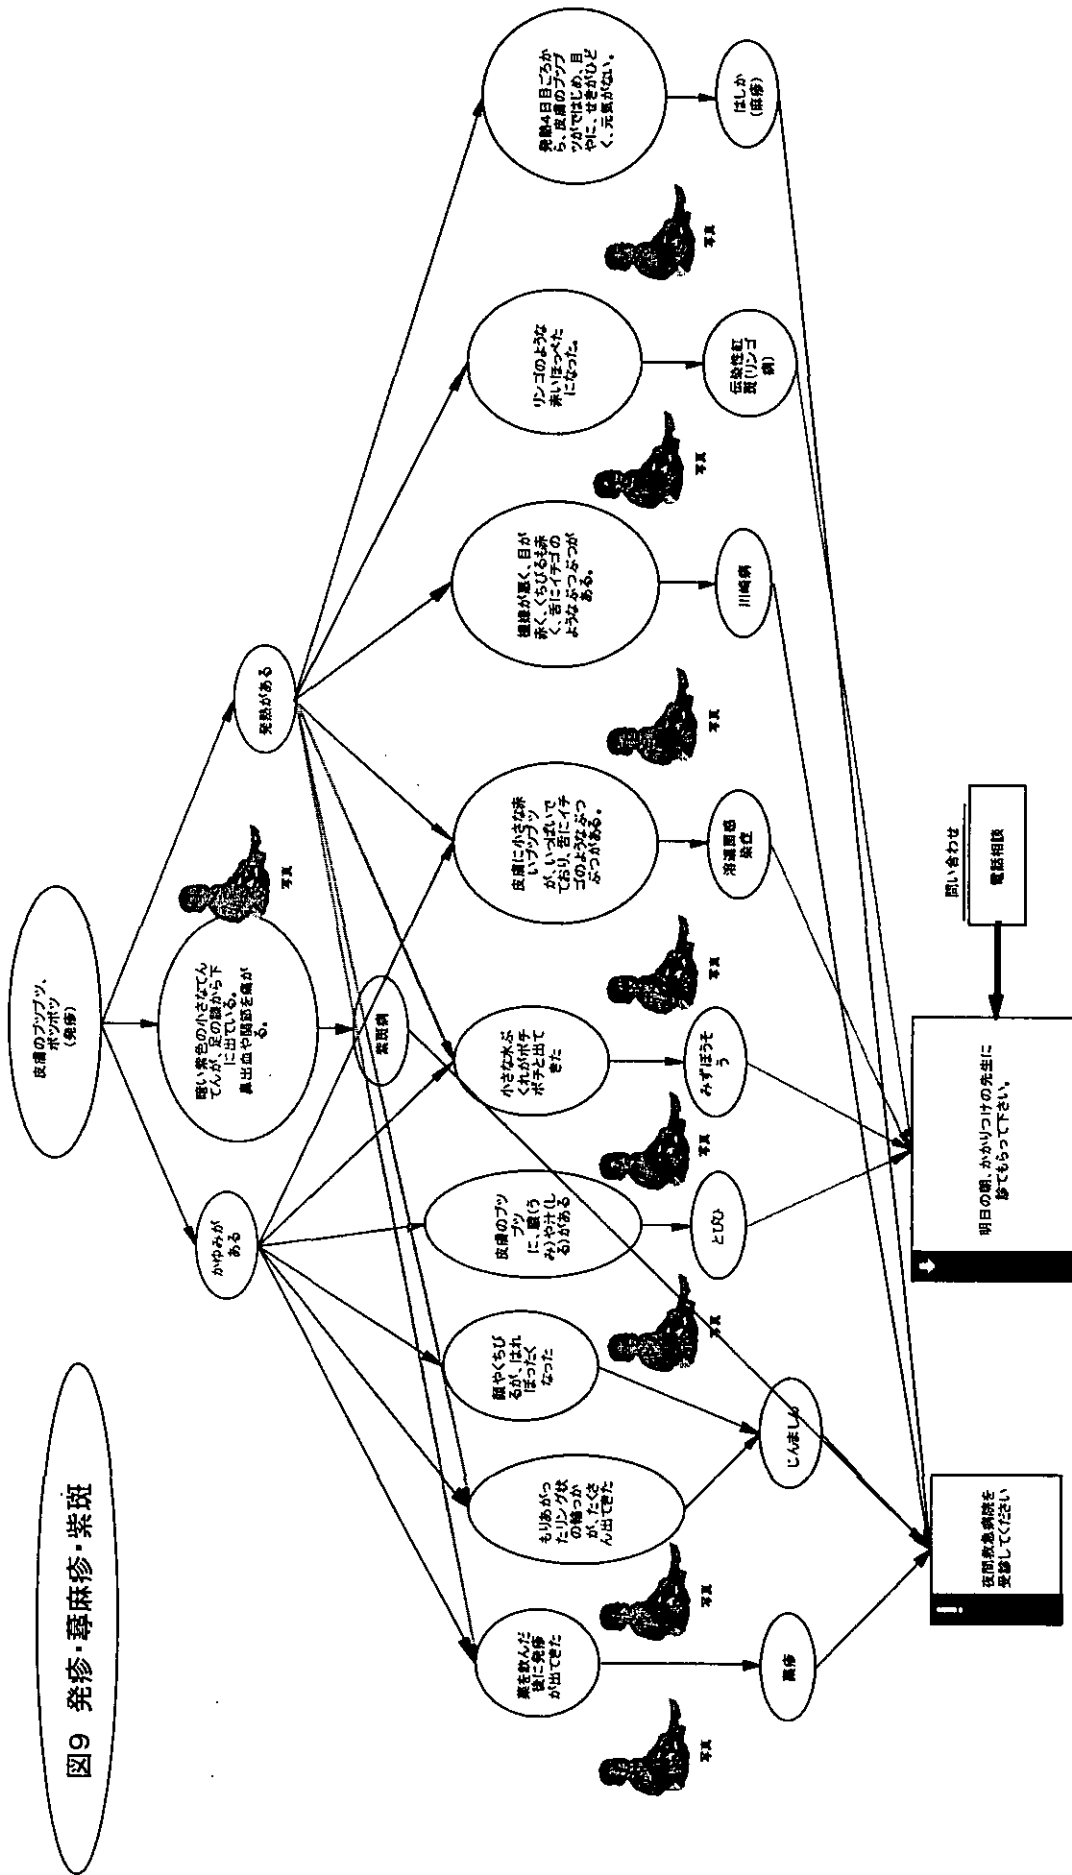 図9 発疹・蕁麻疹・紫斑
皮膚のブツブツ、
ポツポツ
(発疹)
かゆみが
ある
暗い紫色の小さなてん
てんが、足の膝から下
に出ている。
鼻出血や関節を痛が
る。
写真
発熱がある
紫斑病
薬を飲んだ
後に発疹
が出てきた
もりあがっ
たリング状
の輪っか
が、たくさ
ん出てきた
顔やくちび
るが、はれ
ぼったく
なった
皮膚のブツ
ブツ
に、膿(う
み)や汁(し
る)がある
小さな水ぶ
くれがポチ
ポチと出て
きた
皮膚に小さな赤
いブツブツ
が、いっぱいで
ており、舌にイチ
ゴのようなぶつ
ぶつがある。
機嫌が悪く、目が
赤く、くちびるも赤
く、舌にイチゴの
ようなぶつぶつが
ある。
リンゴのような
赤いほっぺた
になった。
発熱4日目ごろか
ら、皮膚のブツブ
ツがではじめ、目
やに、せきがひど
く、元気がない。
写真
写真
写真
写真
写真
写真
写真
写真
薬疹
じんましん
とびひ
みずぼうそ
う
溶連菌感
染症
川崎病
伝染性紅
斑(リンゴ
病)
はしか
(麻疹)
!
夜間救急病院を
受診してください
明日の朝、かかりつけの先生に
診てもらって下さい。
問い合わせ
電話相談